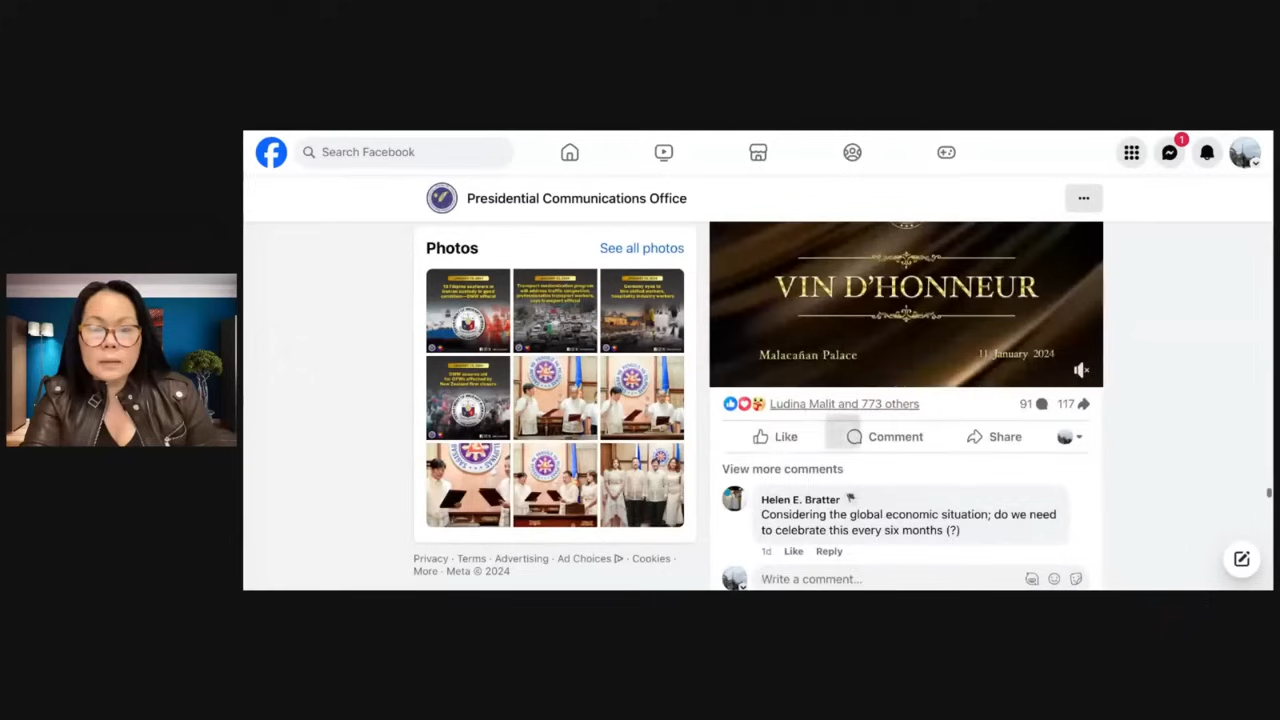 Search Facebook
1
Presidential Communications Office
Photos
See all photos
VIN D'HONNEUR
Malacañan Palace
11 January 2024
Ludina Malit and 773 others
91
117
Like
Comment
Share
View more comments
Helen E. Bratter
Considering the global economic situation; do we need
to celebrate this every six months (?)
1d Like Reply
Write a comment...
Privacy · Terms · Advertising · Ad Choices · Cookies ·
More · Meta © 2024